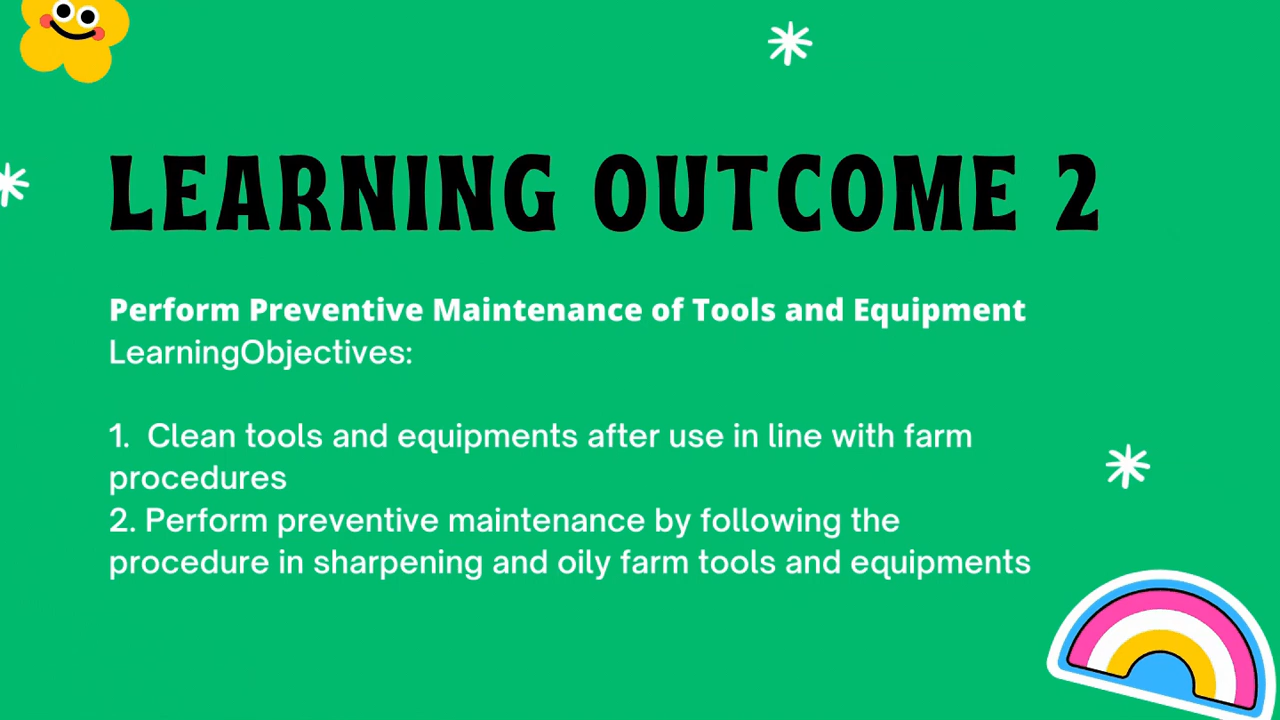 LEARNING OUTCOME 2
Perform Preventive Maintenance of Tools and Equipment
LearningObjectives:
1.  Clean tools and equipments after use in line with farm
procedures
2. Perform preventive maintenance by following the
procedure in sharpening and oily farm tools and equipments